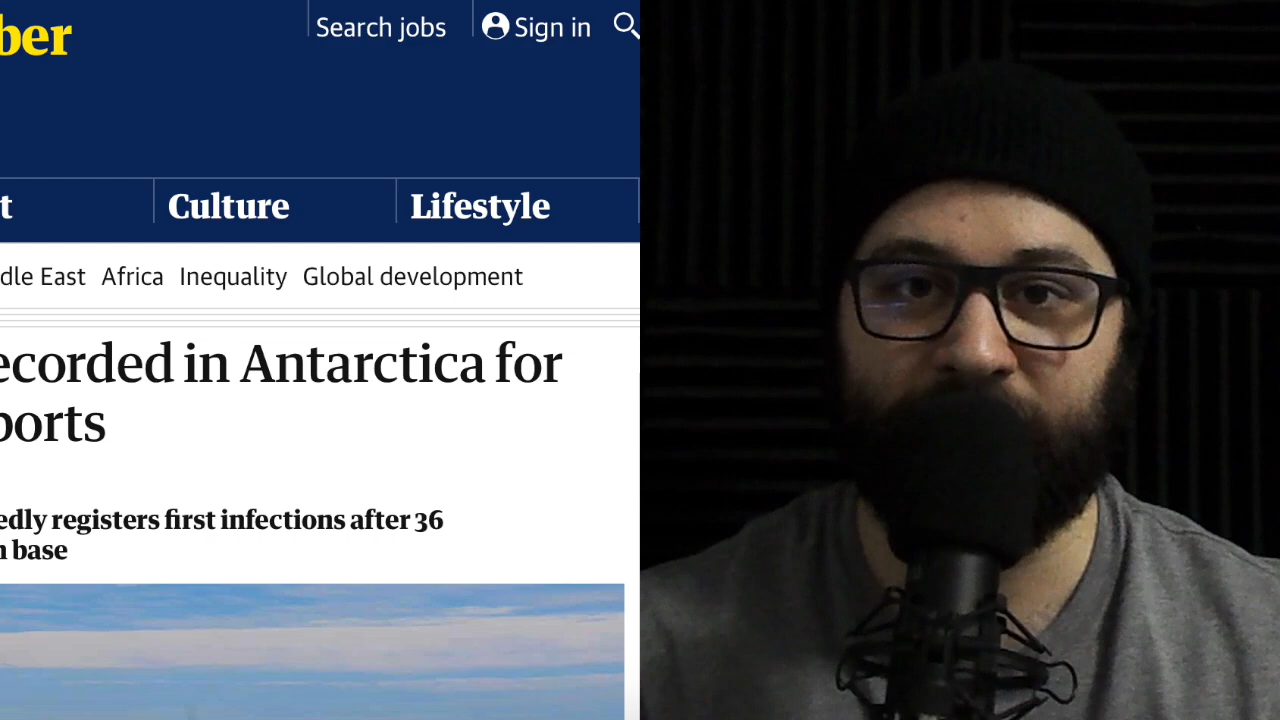 ber
Search jobs
Sign in
t
Culture
Lifestyle
dle East Africa Inequality Global development
ecorded in Antarctica for
ports
edly registers first infections after 36
n base